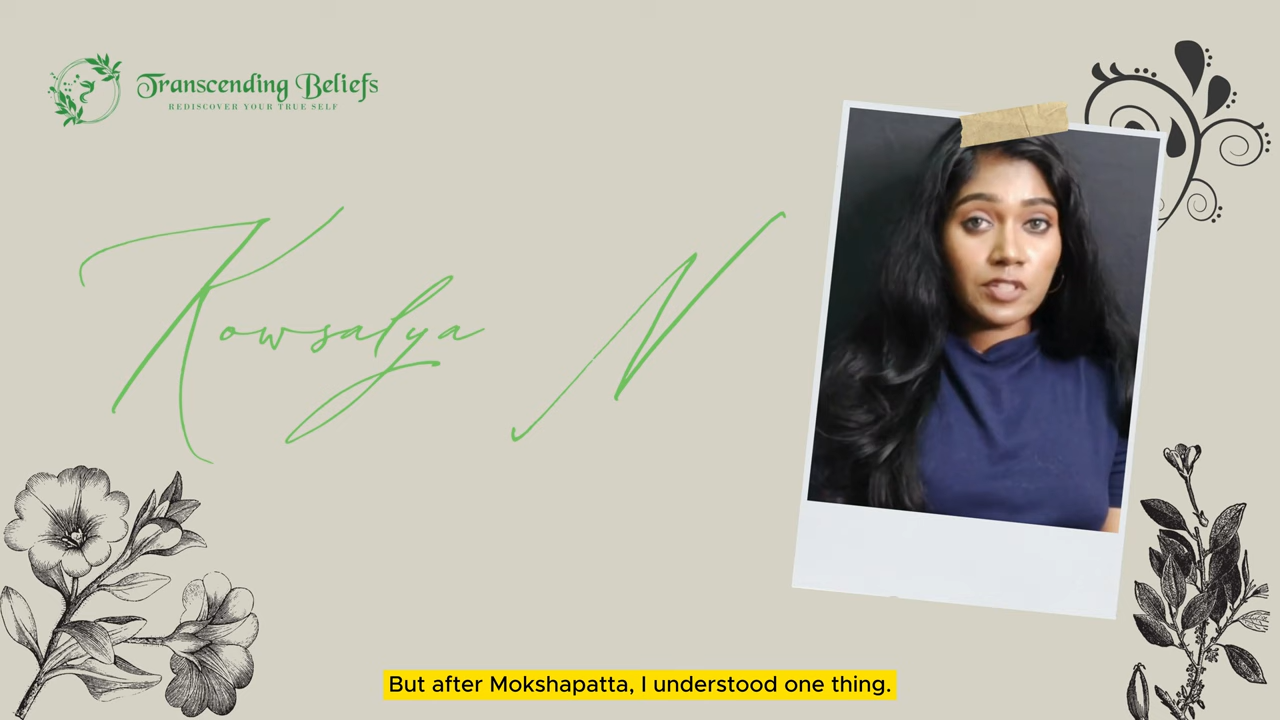 Transcending Beliefs
REDISCOVER YOUR TRUE SELF
Kowsalya N
But after Mokshapatta, I understood one thing.